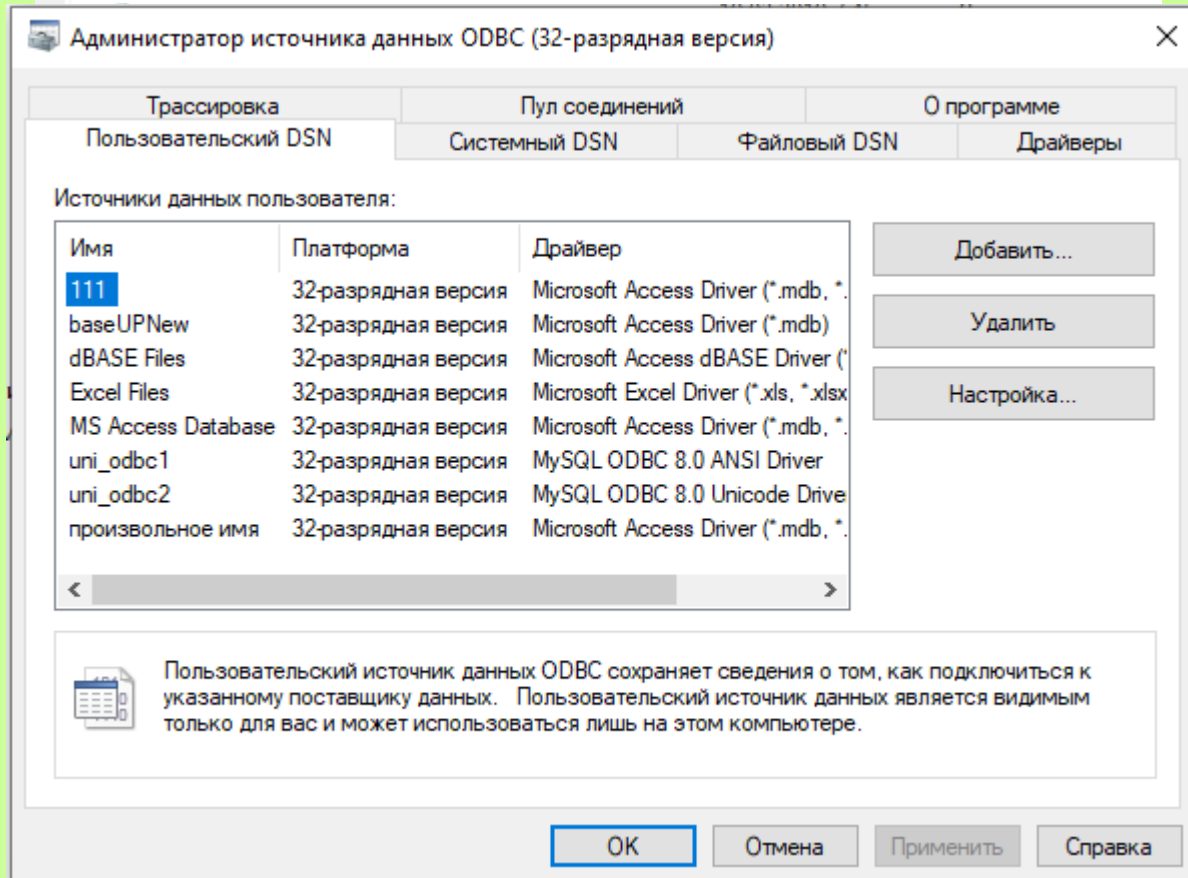 Администратор источника данных ODBC (32-разрядная версия)
Трассировка Пул соединений О программе
Пользовательский DSN Системный DSN Файловый DSN Драйверы
Источники данных пользователя:
Имя Платформа Драйвер
111 32-разрядная версия Microsoft Access Driver (*.mdb, *.
baseUPNew 32-разрядная версия Microsoft Access Driver (*.mdb)
dBASE Files 32-разрядная версия Microsoft Access dBASE Driver (
Excel Files 32-разрядная версия Microsoft Excel Driver (*.xls, *.xlsx
MS Access Database 32-разрядная версия Microsoft Access Driver (*.mdb, *.
uni_odbc1 32-разрядная версия MySQL ODBC 8.0 ANSI Driver
uni_odbc2 32-разрядная версия MySQL ODBC 8.0 Unicode Drive
произвольное имя 32-разрядная версия Microsoft Access Driver (*.mdb, *.
Добавить...
Удалить
Настройка...
Пользовательский источник данных ODBC сохраняет сведения о том, как подключиться к
указанному поставщику данных. Пользовательский источник данных является видимым
только для вас и может использоваться лишь на этом компьютере.
OK Отмена Применить Справка